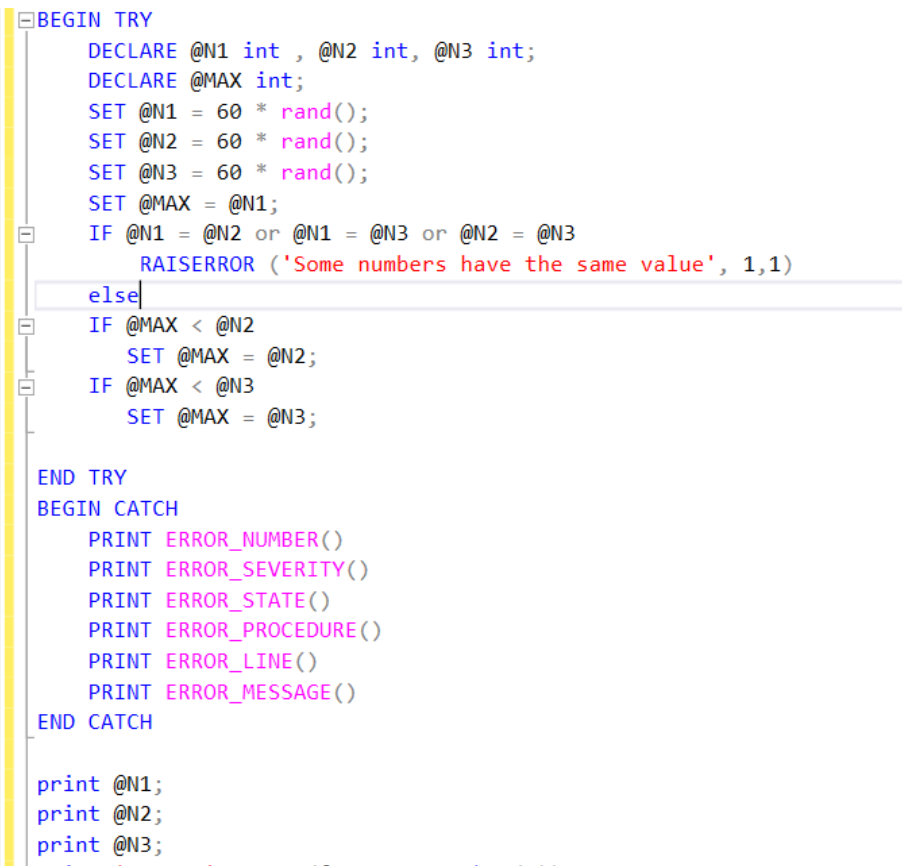 BEGIN TRY
DECLARE @N1 int , @N2 int, @N3 int;
DECLARE @MAX int;
SET @N1 = 60 * rand();
SET @N2 = 60 * rand();
SET @N3 = 60 * rand();
SET @MAX = @N1;
IF @N1 = @N2 or @N1 = @N3 or @N2 = @N3
RAISERROR ('Some numbers have the same value', 1,1)
else
IF @MAX < @N2
SET @MAX = @N2;
IF @MAX < @N3
SET @MAX = @N3;
END TRY
BEGIN CATCH
PRINT ERROR_NUMBER()
PRINT ERROR_SEVERITY()
PRINT ERROR_STATE()
PRINT ERROR_PROCEDURE()
PRINT ERROR_LINE()
PRINT ERROR_MESSAGE()
END CATCH
print @N1;
print @N2;
print @N3;